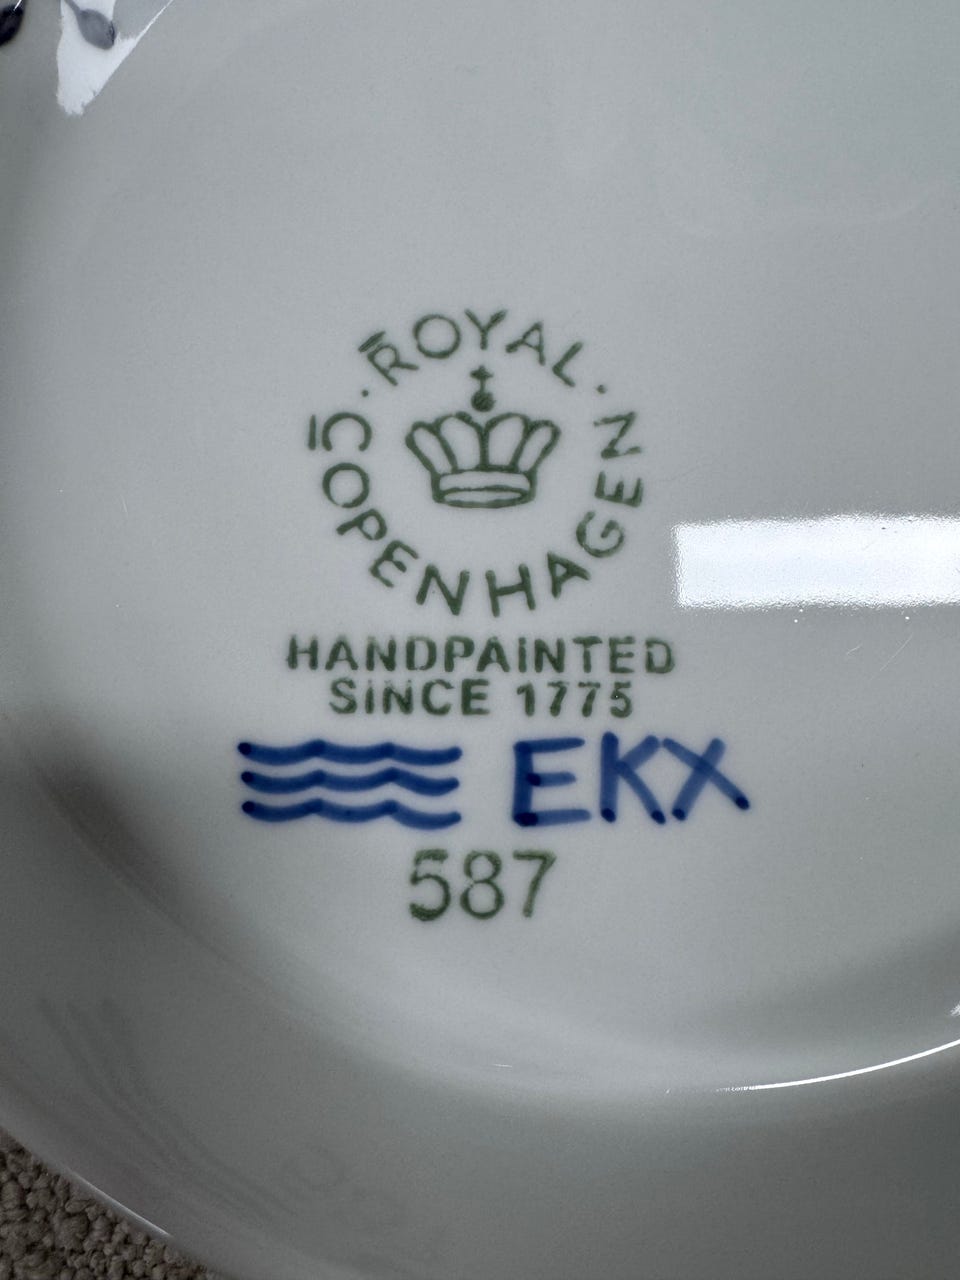 ROYAL
COPENHAGEN
HANDPAINTED
SINCE 1775
EKX
587